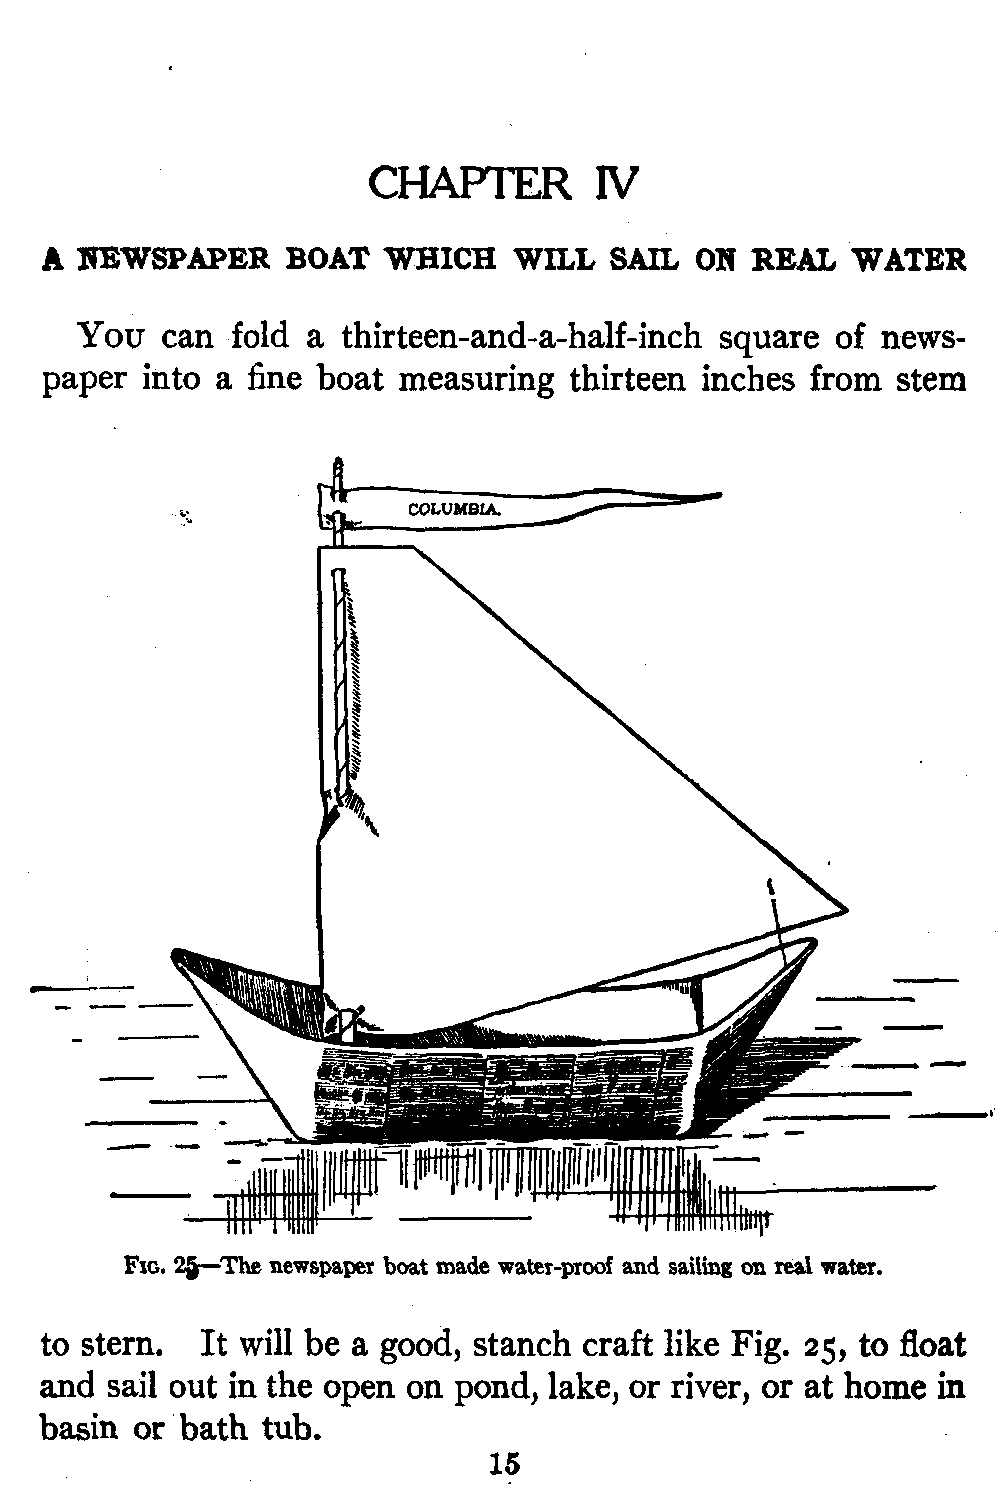 CHAPTER IV
A NEWSPAPER BOAT WHICH WILL SAIL ON REAL WATER
You can fold a thirteen-and-a-half-inch square of news-
paper into a fine boat measuring thirteen inches from stem
COLUMBIA.
FIG. 25—The newspaper boat made water-proof and sailing on real water.
to stern. It will be a good, stanch craft like Fig. 25, to float
and sail out in the open on pond, lake, or river, or at home in
basin or bath tub.
15